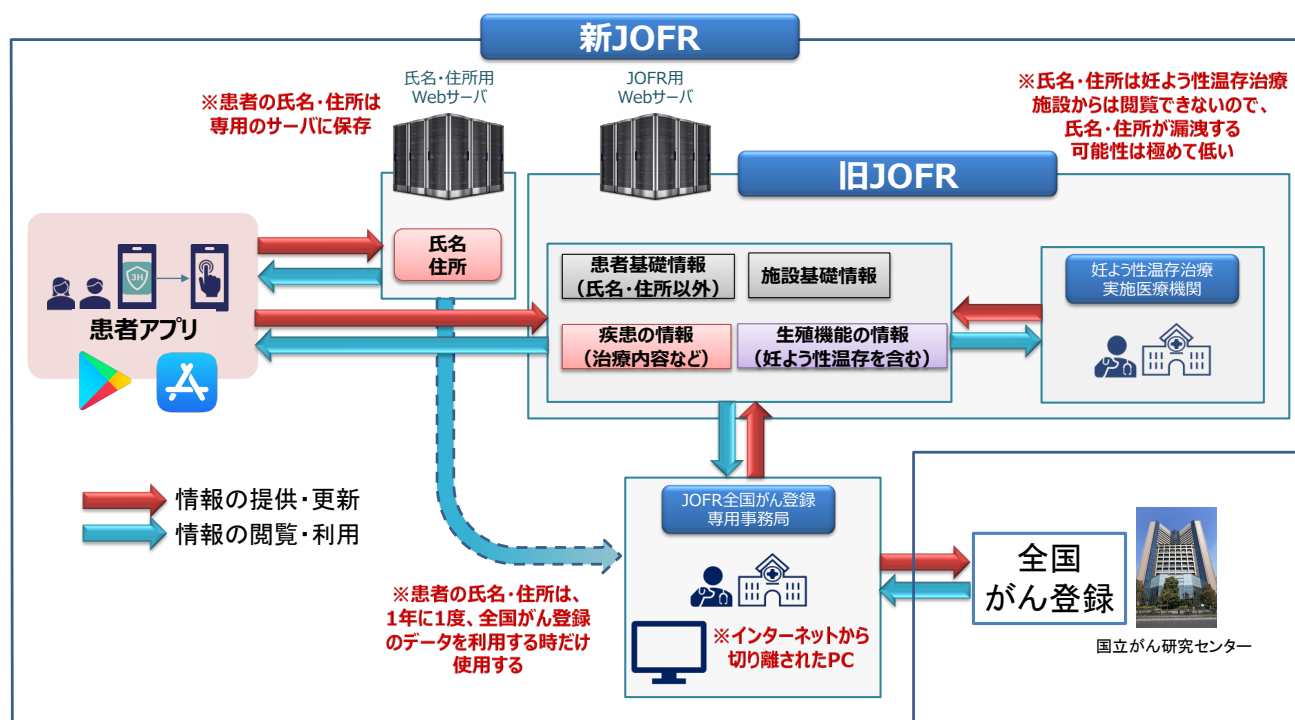 新JOFR
氏名・住所用
Webサーバ
JOFR用
Webサーバ
※患者の氏名・住所は
専用のサーバに保存
※氏名・住所は妊よう性温存治療
施設からは閲覧できないので、
氏名・住所が漏洩する
可能性は極めて低い
旧JOFR
氏名
住所
患者基礎情報
（氏名・住所以外）
施設基礎情報
妊よう性温存治療
実施医療機関
3H
患者アプリ
疾患の情報
（治療内容など）
生殖機能の情報
（妊よう性温存を含む）
情報の提供・更新
情報の閲覧・利用
JOFR全国がん登録
専用事務局
※患者の氏名・住所は、
1年に1度、全国がん登録
のデータを利用する時だけ
使用する
※インターネットから
切り離されたPC
全国
がん登録
国立がん研究センター